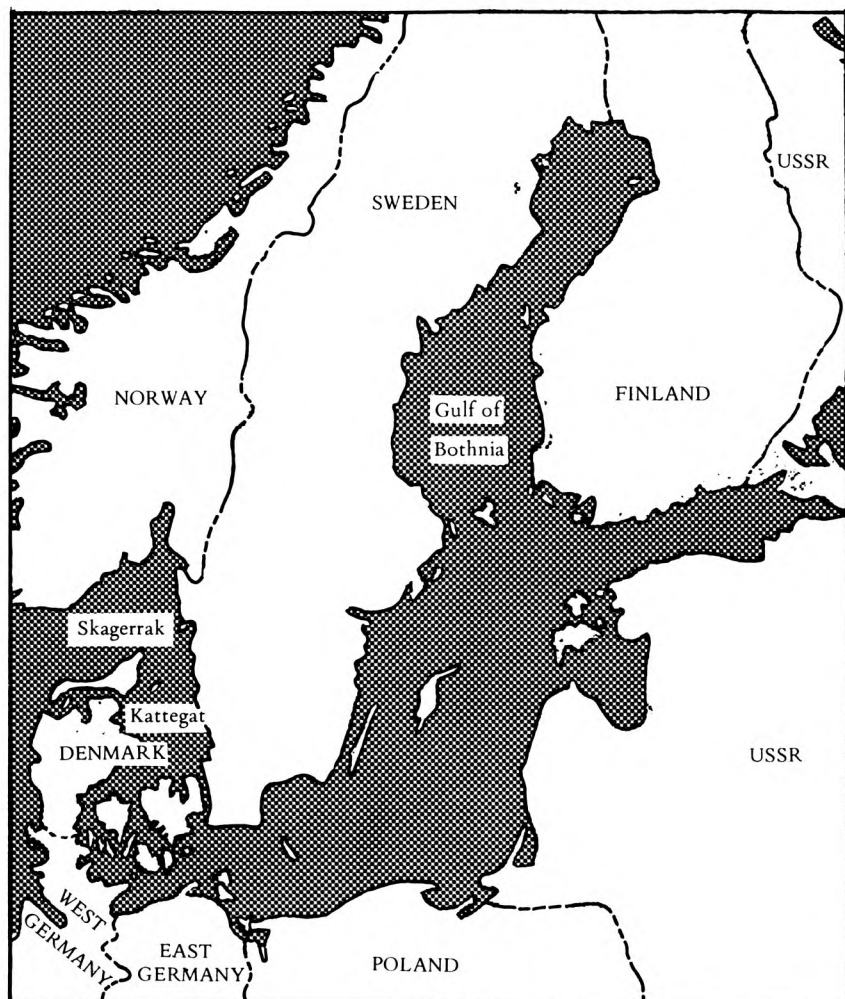 USSR
SWEDEN
NORWAY
FINLAND
Gulf of
Bothnia
Skagerrak
Kattegat
DENMARK
USSR
WEST
GERMANY
EAST
GERMANY
POLAND